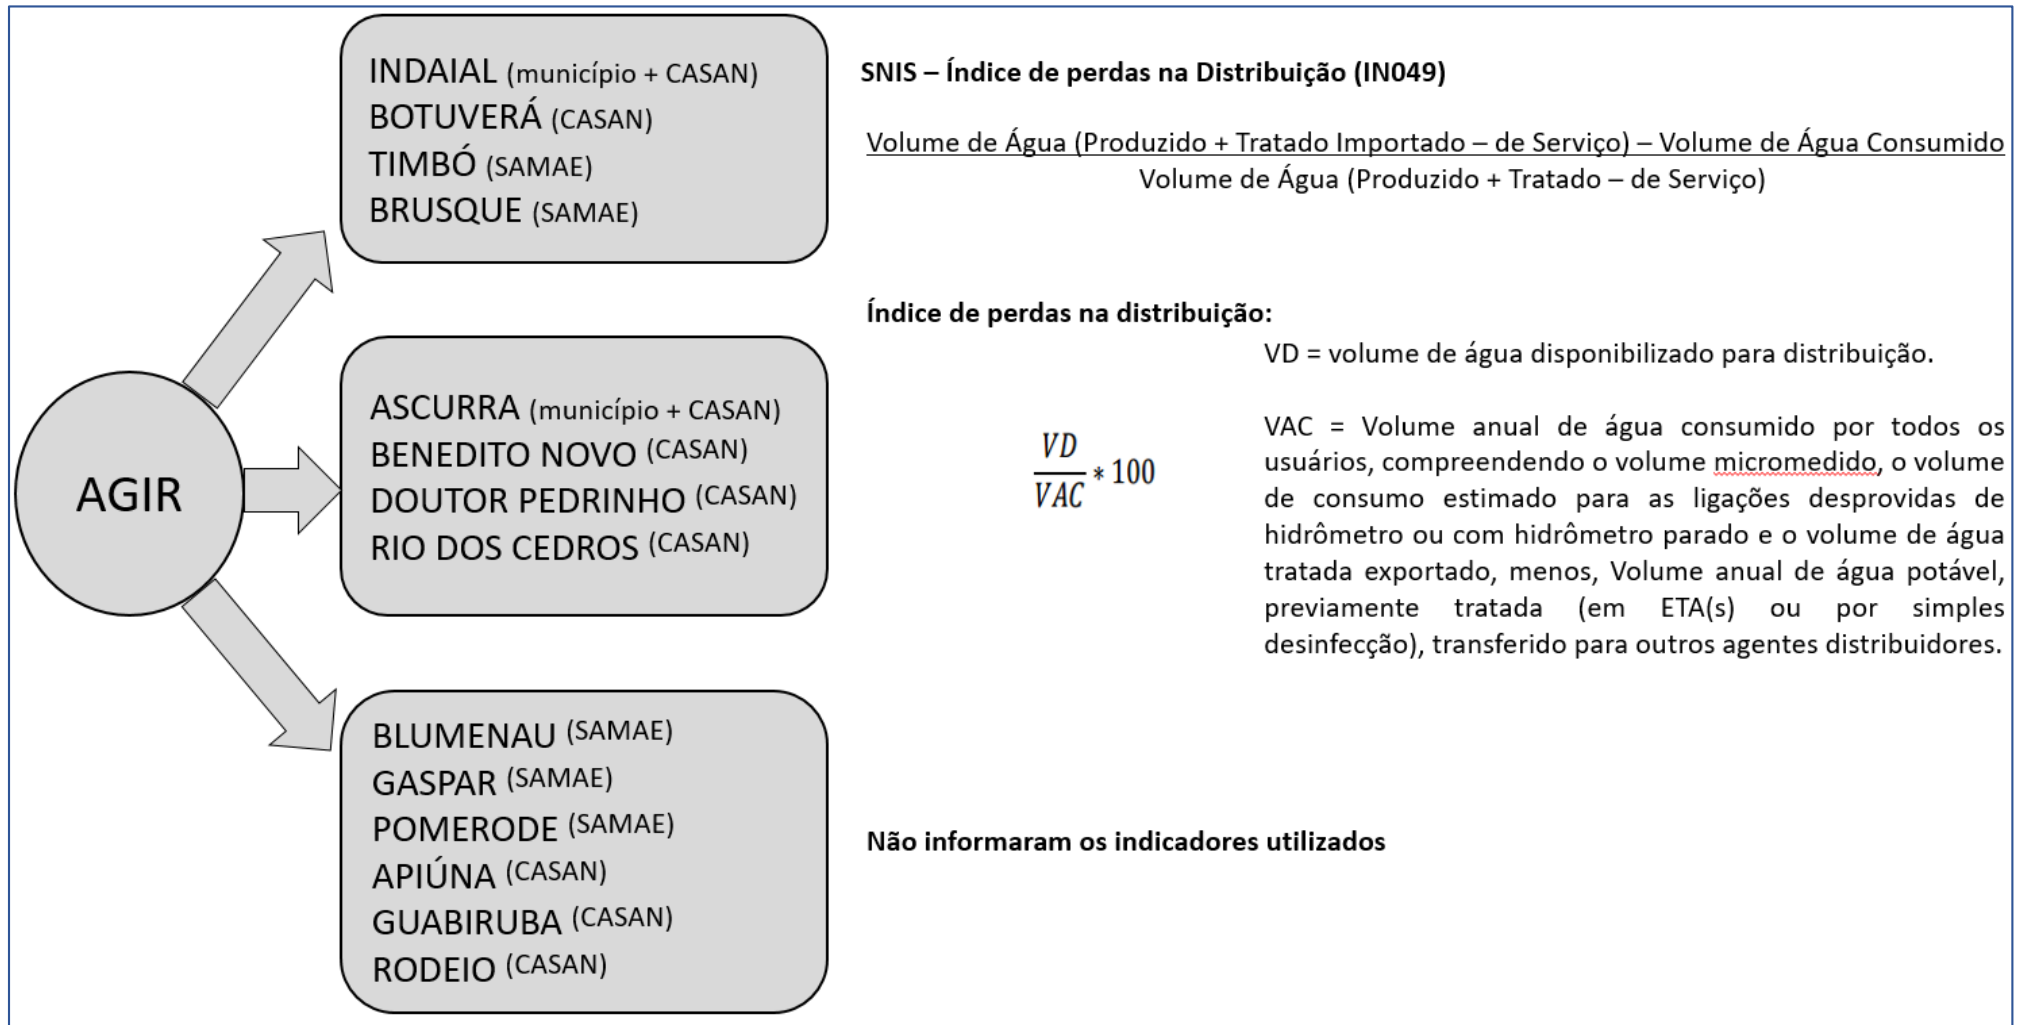 INDAIAL (município + CASAN)
BOTUVERÁ (CASAN)
TIMBÓ (SAMAE)
BRUSQUE (SAMAE)
SNIS – Índice de perdas na Distribuição (IN049)
Volume de Água (Produzido + Tratado Importado – de Serviço) – Volume de Água Consumido
Volume de Água (Produzido + Tratado – de Serviço)
AGIR
ASCURRA (município + CASAN)
BENEDITO NOVO (CASAN)
DOUTOR PEDRINHO (CASAN)
RIO DOS CEDROS (CASAN)
Índice de perdas na distribuição:
VD
VAC
* 100
VD = volume de água disponibilizado para distribuição.
VAC = Volume anual de água consumido por todos os
usuários, compreendendo o volume micromedido, o volume
de consumo estimado para as ligações desprovidas de
hidrômetro ou com hidrômetro parado e o volume de água
tratada exportado, menos, Volume anual de água potável,
previamente tratada (em ETA(s) ou por simples
desinfecção), transferido para outros agentes distribuidores.
BLUMENAU (SAMAE)
GASPAR (SAMAE)
POMERODE (SAMAE)
APIÚNA (CASAN)
GUABIRUBA (CASAN)
RODEIO (CASAN)
Não informaram os indicadores utilizados